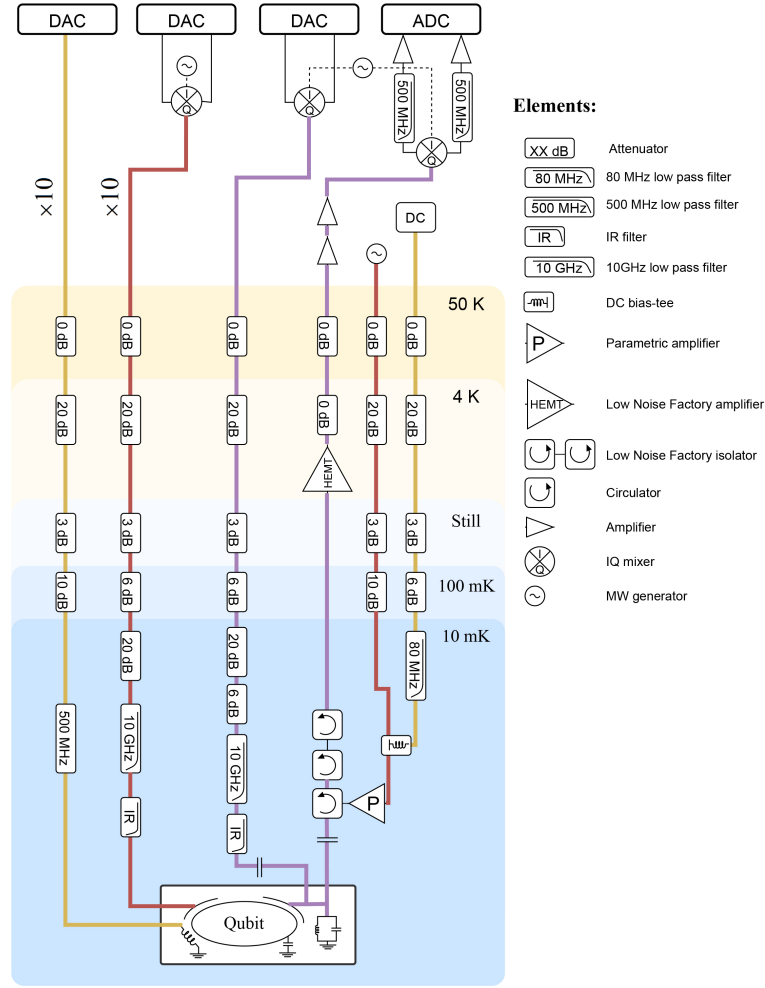 DAC
DAC
DAC
ADC
I
Q
I
Q
500 MHz
500 MHz
I
Q
×10
×10
DC
50 K
0 dB
0 dB
0 dB
0 dB
0 dB
0 dB
4 K
20 dB
20 dB
20 dB
0 dB
20 dB
20 dB
HEMT
Still
3 dB
3 dB
3 dB
3 dB
3 dB
100 mK
10 dB
6 dB
6 dB
10 dB
6 dB
10 mK
20 dB
20 dB
80 MHz
6 dB
500 MHz
10 GHz
10 GHz
IR
IR
P
Qubit
Elements:
XX dB Attenuator
80 MHz 80 MHz low pass filter
500 MHz 500 MHz low pass filter
IR IR filter
10 GHz 10GHz low pass filter
DC bias-tee
P Parametric amplifier
HEMT Low Noise Factory amplifier
Low Noise Factory isolator
Circulator
Amplifier
I
Q
IQ mixer
MW generator